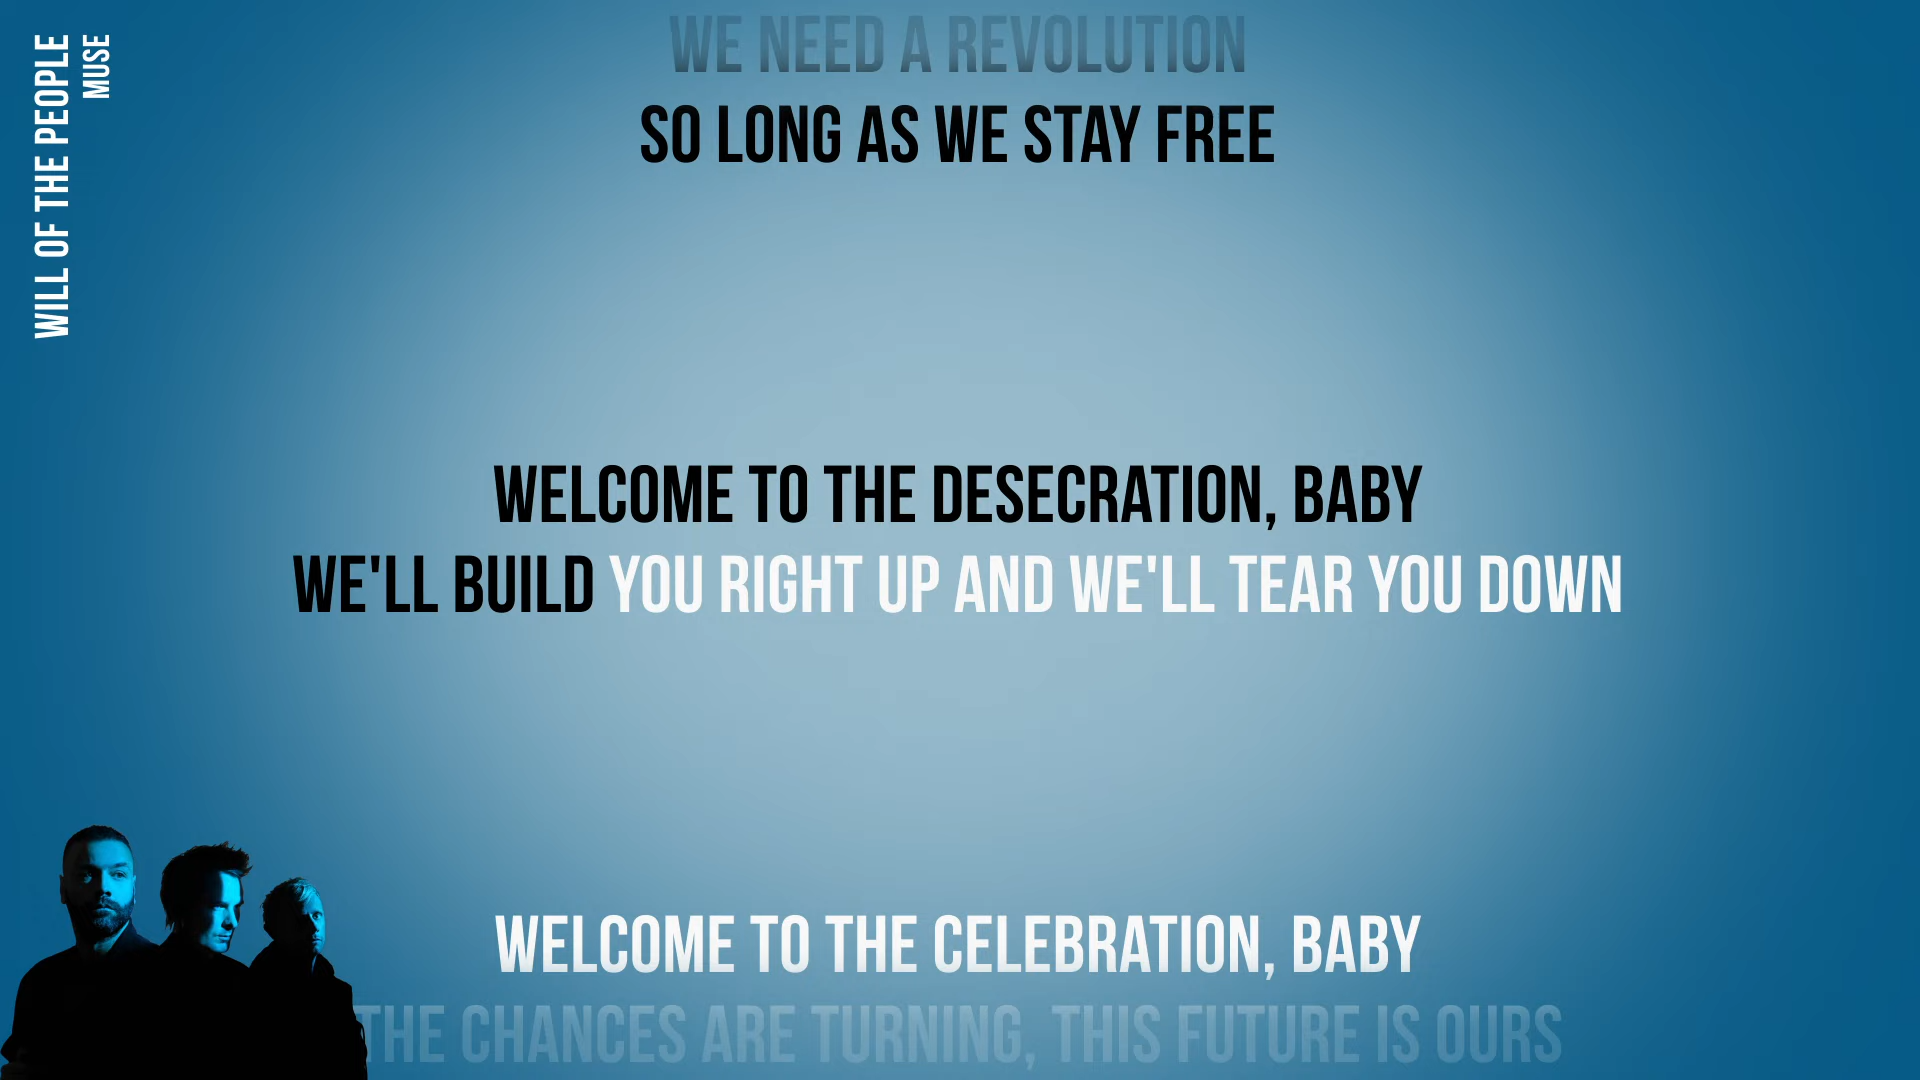 WILL OF THE PEOPLE
MUSE
WE NEED A REVOLUTION
SO LONG AS WE STAY FREE
WELCOME TO THE DESECRATION, BABY
WE'LL BUILD YOU RIGHT UP AND WE'LL TEAR YOU DOWN
WELCOME TO THE CELEBRATION, BABY
THE CHANCES ARE TURNING, THIS FUTURE IS OURS